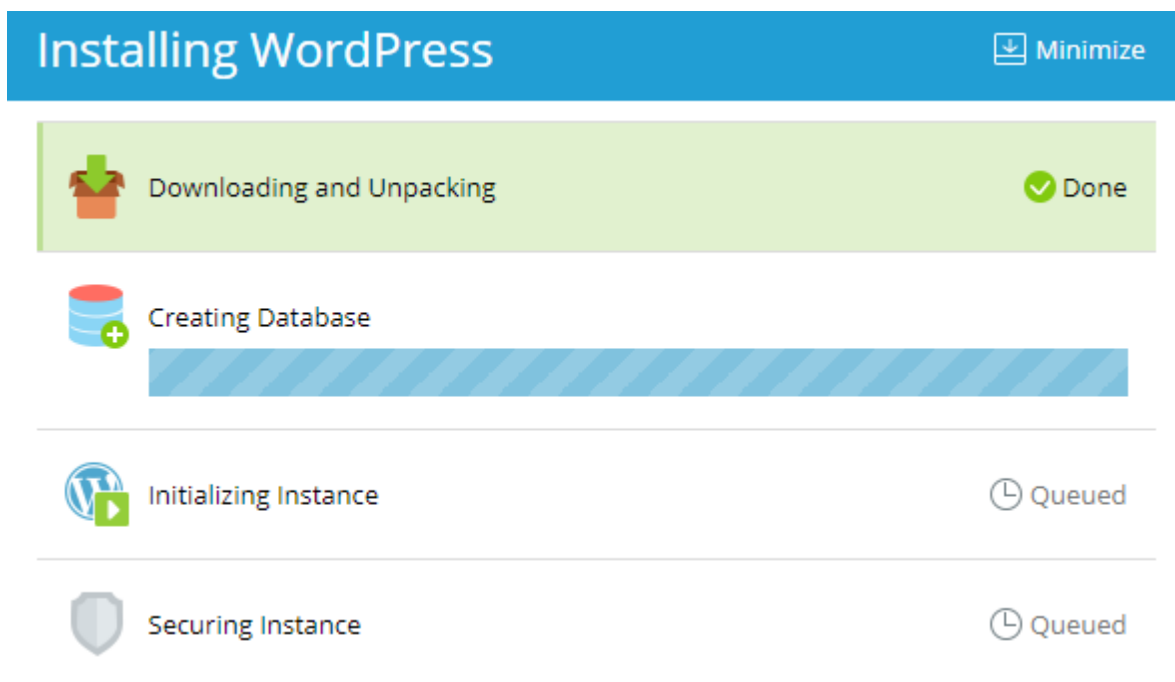 Installing WordPress
Minimize
Downloading and Unpacking
Done
Creating Database
Initializing Instance
Queued
Securing Instance
Queued